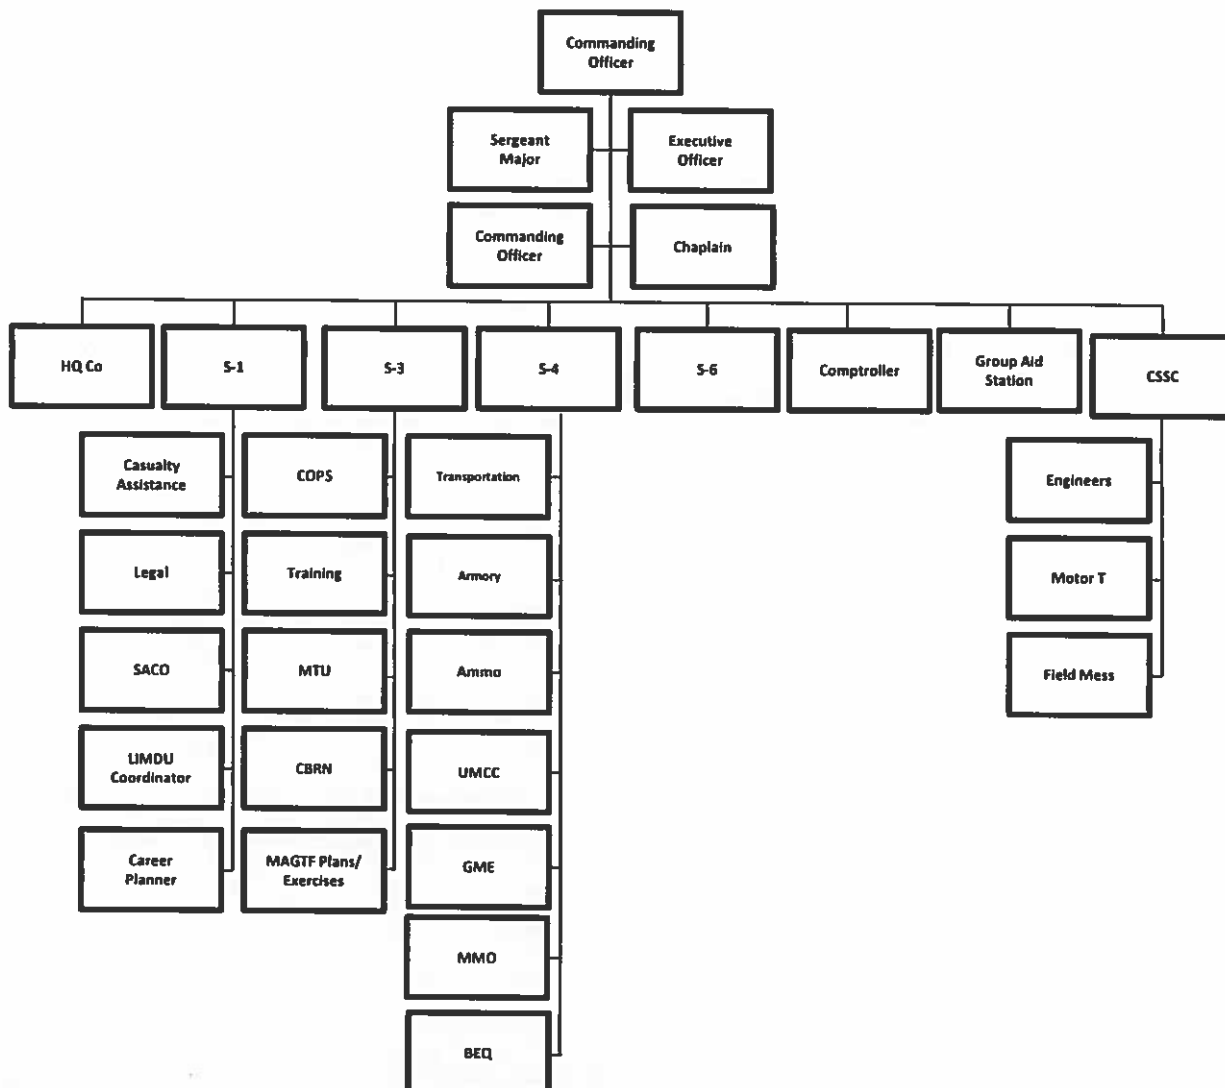 Commanding
Officer
Sergeant
Major
Executive
Officer
Commanding
Officer
Chaplain
HQ Co
S-1
S-3
S-4
S-6
Comptroller
Group Aid
Station
CSSC
Casualty
Assistance
Legal
SACO
LIMDU
Coordinator
Career
Planner
COPS
Training
MTU
CBRN
MAGTF Plans/
Exercises
Transportation
Armory
Ammo
UMCC
GME
MMO
BEQ
Engineers
Motor T
Field Mess